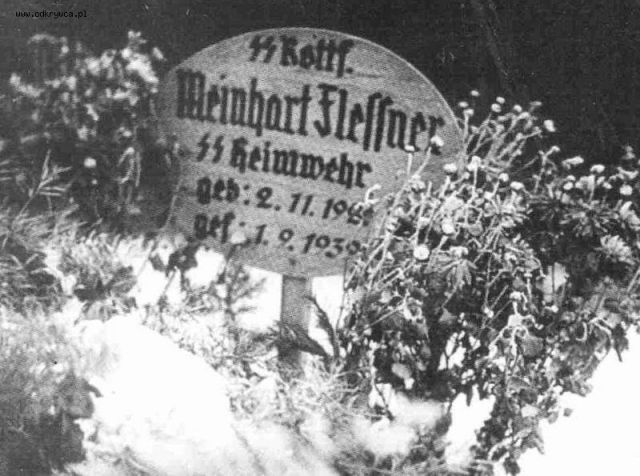 www.odkrywca.pl
SS Rottf.
Meinhart Flessner
SS Heimwehr
geb: 2. 11. 19
gef: 1. 9. 1939